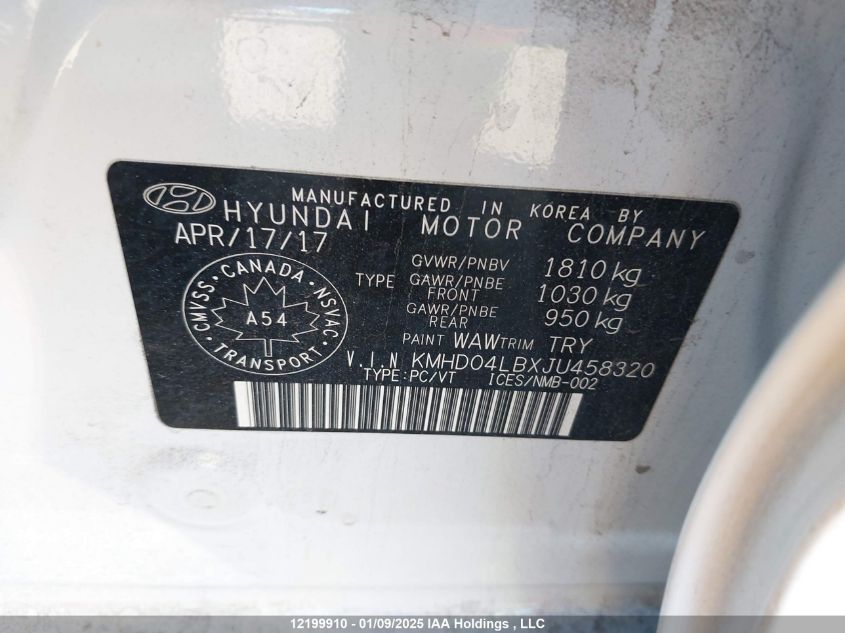 MANUFACTURED IN KOREA BY
HYUNDAI MOTOR COMPANY
APR/17/17
CMVSS · CANADA · NSVAC
A54
TRANSPORT
TYPE
GVWR/PNBV 1810 kg
GAWR/PNBE FRONT 1030 kg
GAWR/PNBE REAR 950 kg
PAINT WAW TRIM TRY
V.I.N KMHD04LBXJU458320
TYPE:PC/VT ICES/NMB-002
12199910 - 01/09/2025 IAA Holdings , LLC